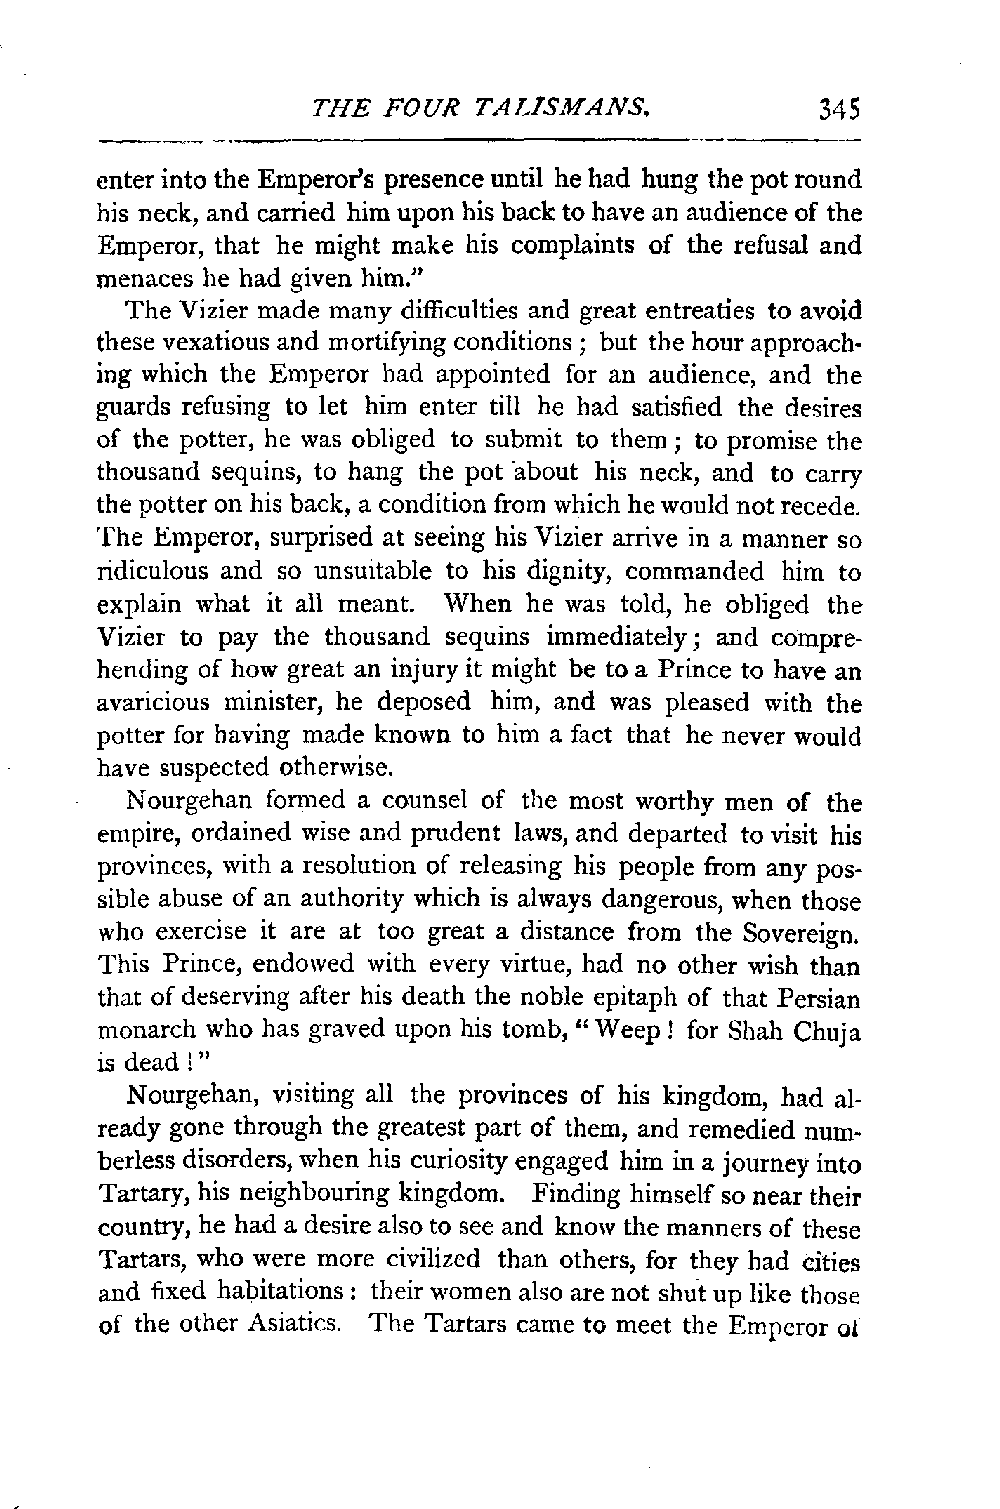 THE FOUR TALISMANS. 345
enter into the Emperor's presence until he had hung the pot round
his neck, and carried him upon his back to have an audience of the
Emperor, that he might make his complaints of the refusal and
menaces he had given him."
The Vizier made many difficulties and great entreaties to avoid
these vexatious and mortifying conditions ; but the hour approach-
ing which the Emperor had appointed for an audience, and the
guards refusing to let him enter till he had satisfied the desires
of the potter, he was obliged to submit to them ; to promise the
thousand sequins, to hang the pot about his neck, and to carry
the potter on his back, a condition from which he would not recede.
The Emperor, surprised at seeing his Vizier arrive in a manner so
ridiculous and so unsuitable to his dignity, commanded him to
explain what it all meant. When he was told, he obliged the
Vizier to pay the thousand sequins immediately ; and compre-
hending of how great an injury it might be to a Prince to have an
avaricious minister, he deposed him, and was pleased with the
potter for having made known to him a fact that he never would
have suspected otherwise.
Nourgehan formed a counsel of the most worthy men of the
empire, ordained wise and prudent laws, and departed to visit his
provinces, with a resolution of releasing his people from any pos-
sible abuse of an authority which is always dangerous, when those
who exercise it are at too great a distance from the Sovereign.
This Prince, endowed with every virtue, had no other wish than
that of deserving after his death the noble epitaph of that Persian
monarch who has graved upon his tomb, "Weep ! for Shah Chuja
is dead !"
Nourgehan, visiting all the provinces of his kingdom, had al-
ready gone through the greatest part of them, and remedied num-
berless disorders, when his curiosity engaged him in a journey into
Tartary, his neighbouring kingdom. Finding himself so near their
country, he had a desire also to see and know the manners of these
Tartars, who were more civilized than others, for they had cities
and fixed habitations : their women also are not shut up like those
of the other Asiatics. The Tartars came to meet the Emperor of